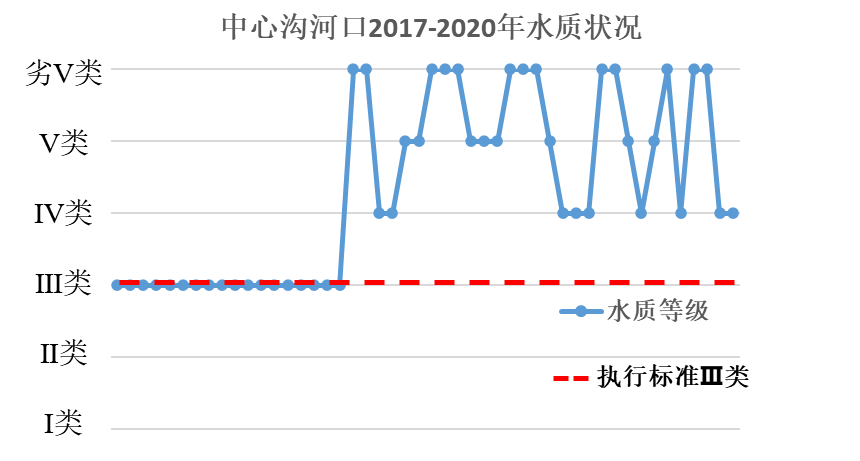 中心沟河口2017-2020年水质状况
劣V类
V类
IV类
III类
II类
I类
水质等级
执行标准Ⅲ类